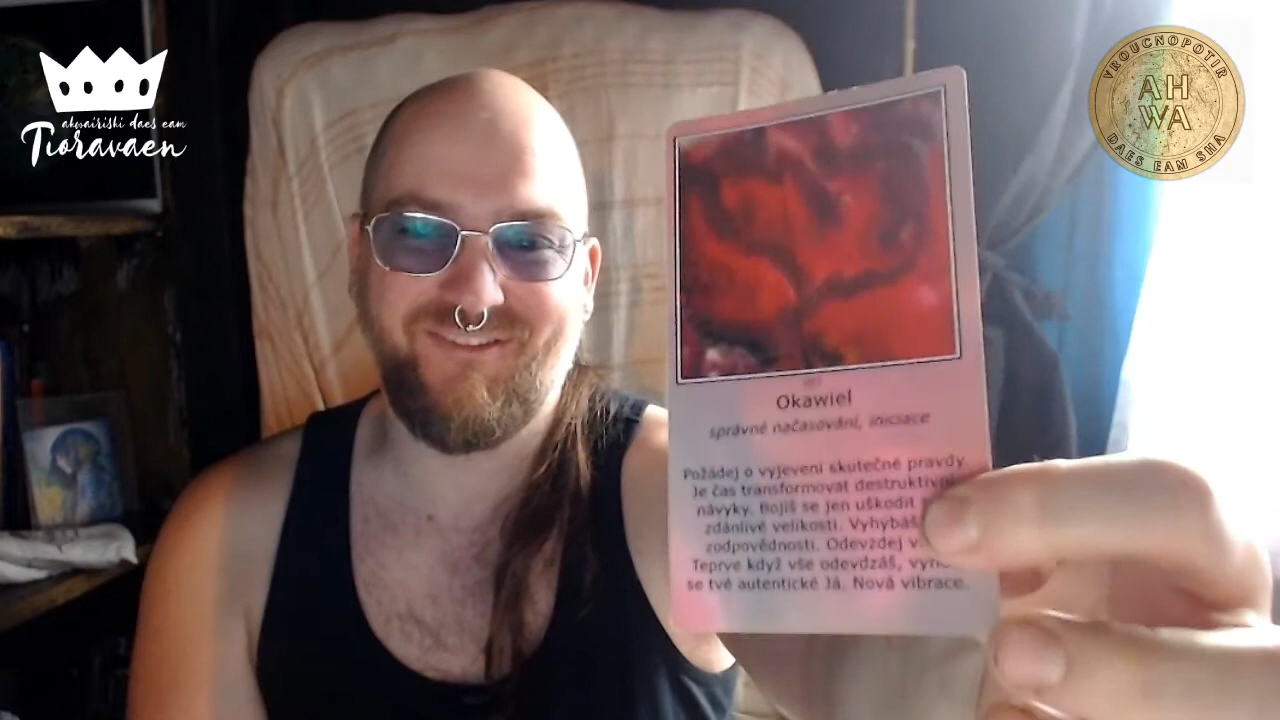 akwairiski daes eam
Tioravaen
VROUCNOPOTIR
AH
WA
DAES EAM SHA
Okawiel
správné načasování, iniciace
Požádej o vyjevení skutečné pravdy.
Je čas transformovat destruktivní
návyky. Bojíš se jen uškodit
zdánlivé velikosti. Vyhýbáš
zodpovědnosti. Odevzdej
Teprve když vše odevdzáš,
se tvé autentické Já. Nová vibrace.